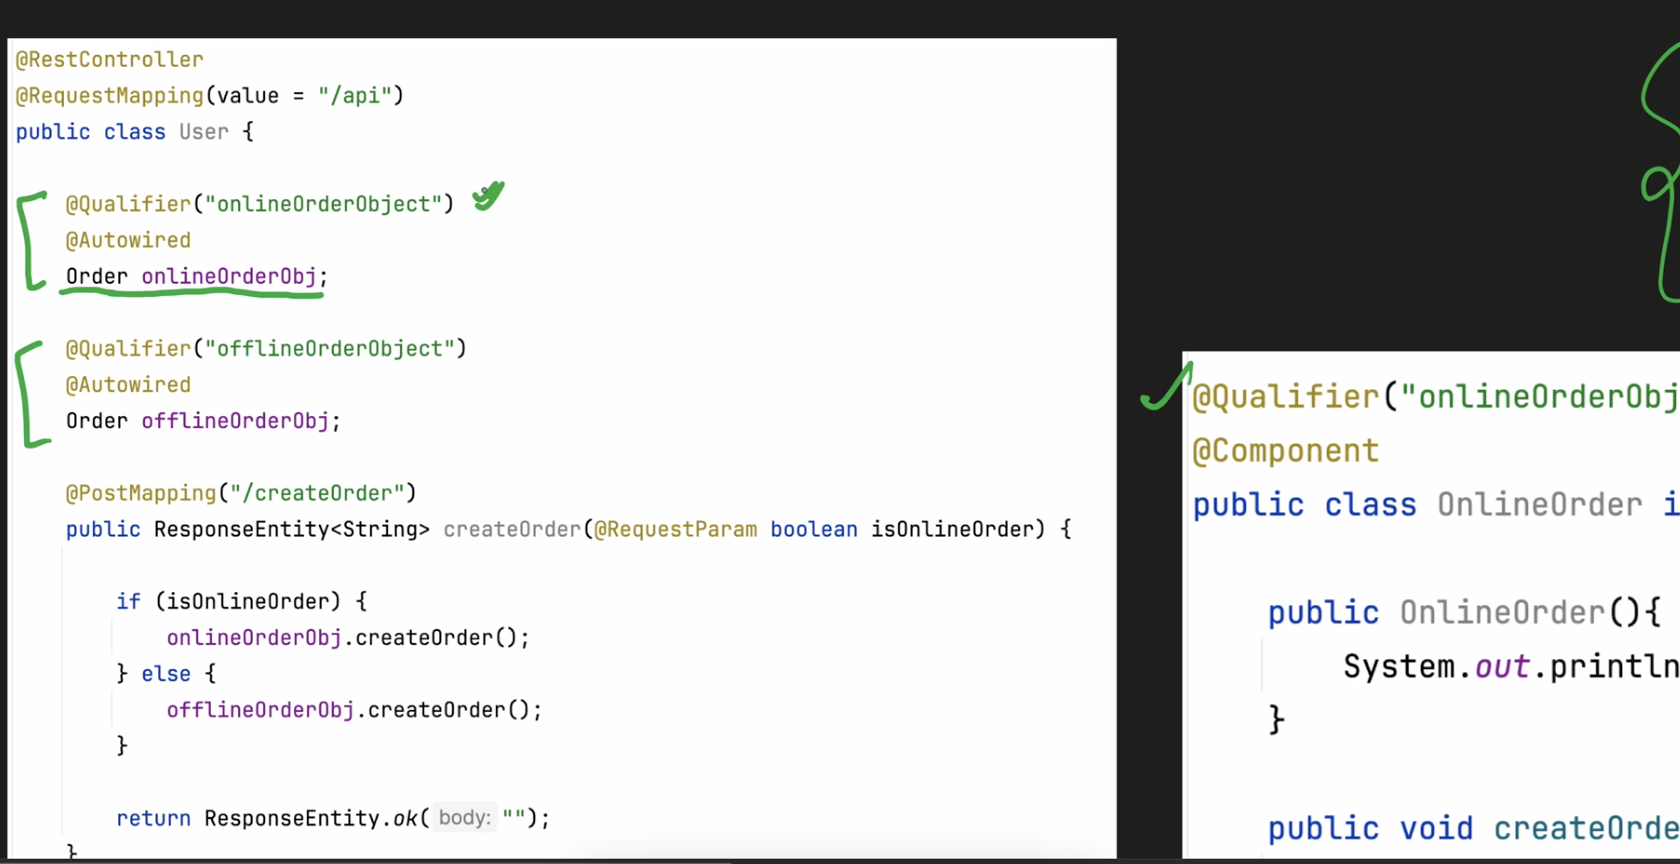 @RestController
@RequestMapping(value = "/api")
public class User {
@Qualifier("onlineOrderObject")
@Autowired
Order onlineOrderObj;
@Qualifier("offlineOrderObject")
@Autowired
Order offlineOrderObj;
@PostMapping("/createOrder")
public ResponseEntity<String> createOrder(@RequestParam boolean isOnlineOrder) {
if (isOnlineOrder) {
onlineOrderObj.createOrder();
} else {
offlineOrderObj.createOrder();
}
return ResponseEntity.ok( body: "");
}
@Qualifier("onlineOrderObj
@Component
public class OnlineOrder i
public OnlineOrder(){
System.out.println
}
public void createOrde